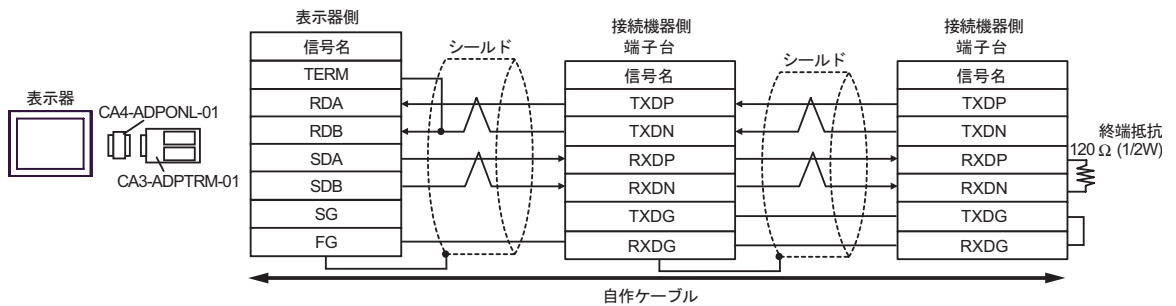 表示器
CA4-ADPONL-01
CA3-ADPTRM-01
表示器側
信号名
TERM
RDA
RDB
SDA
SDB
SG
FG
シールド
接続機器側
端子台
信号名
TXDP
TXDN
RXDP
RXDN
TXDG
RXDG
シールド
接続機器側
端子台
信号名
TXDP
TXDN
RXDP
RXDN
TXDG
RXDG
終端抵抗
120 Ω (1/2W)
自作ケーブル